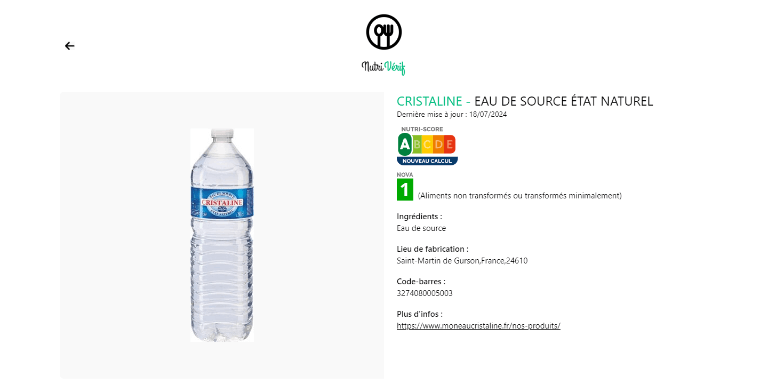 Nutri Vérif
CRISTALINE - EAU DE SOURCE ÉTAT NATUREL
Dernière mise à jour : 18/07/2024
NUTRI-SCORE
A B C D E
NOUVEAU CALCUL
NOVA
1 (Aliments non transformés ou transformés minimalement)
CRISTALINE
Ingrédients :
Eau de source
Lieu de fabrication :
Saint-Martin de Gurson,France,24610
Code-barres :
3274080005003
Plus d'infos :
https://www.moneaucristaline.fr/nos-produits/